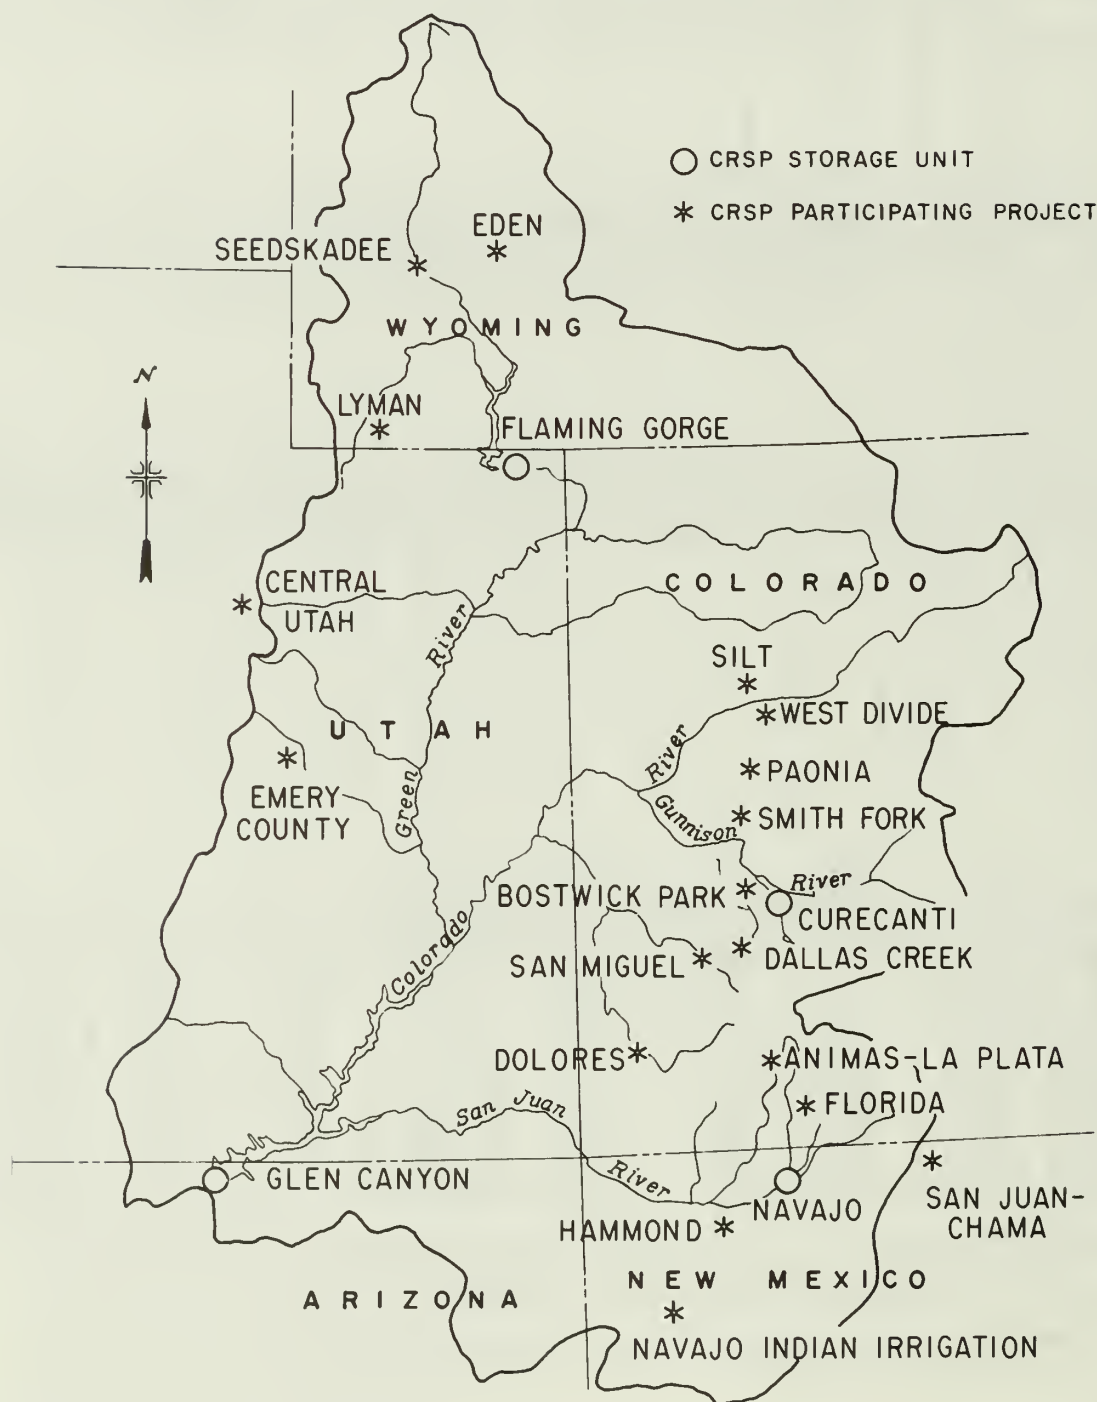 CRSP STORAGE UNIT
CRSP PARTICIPATING PROJECT
EDEN
SEEDSKADEE
WYOMING
N
LYMAN
FLAMING GORGE
CENTRAL
UTAH
COLORADO
River
SILT
WEST DIVIDE
UTAH
River
PAONIA
Green
EMERY
COUNTY
Gunnison
SMITH FORK
BOSTWICK PARK
River
CURECANTI
Colorado
SAN MIGUEL
DALLAS CREEK
DOLORES
ANIMAS-LA PLATA
San Juan
FLORIDA
GLEN CANYON
River
NAVAJO
SAN JUAN-
CHAMA
HAMMOND
NEW MEXICO
ARIZONA
NAVAJO INDIAN IRRIGATION